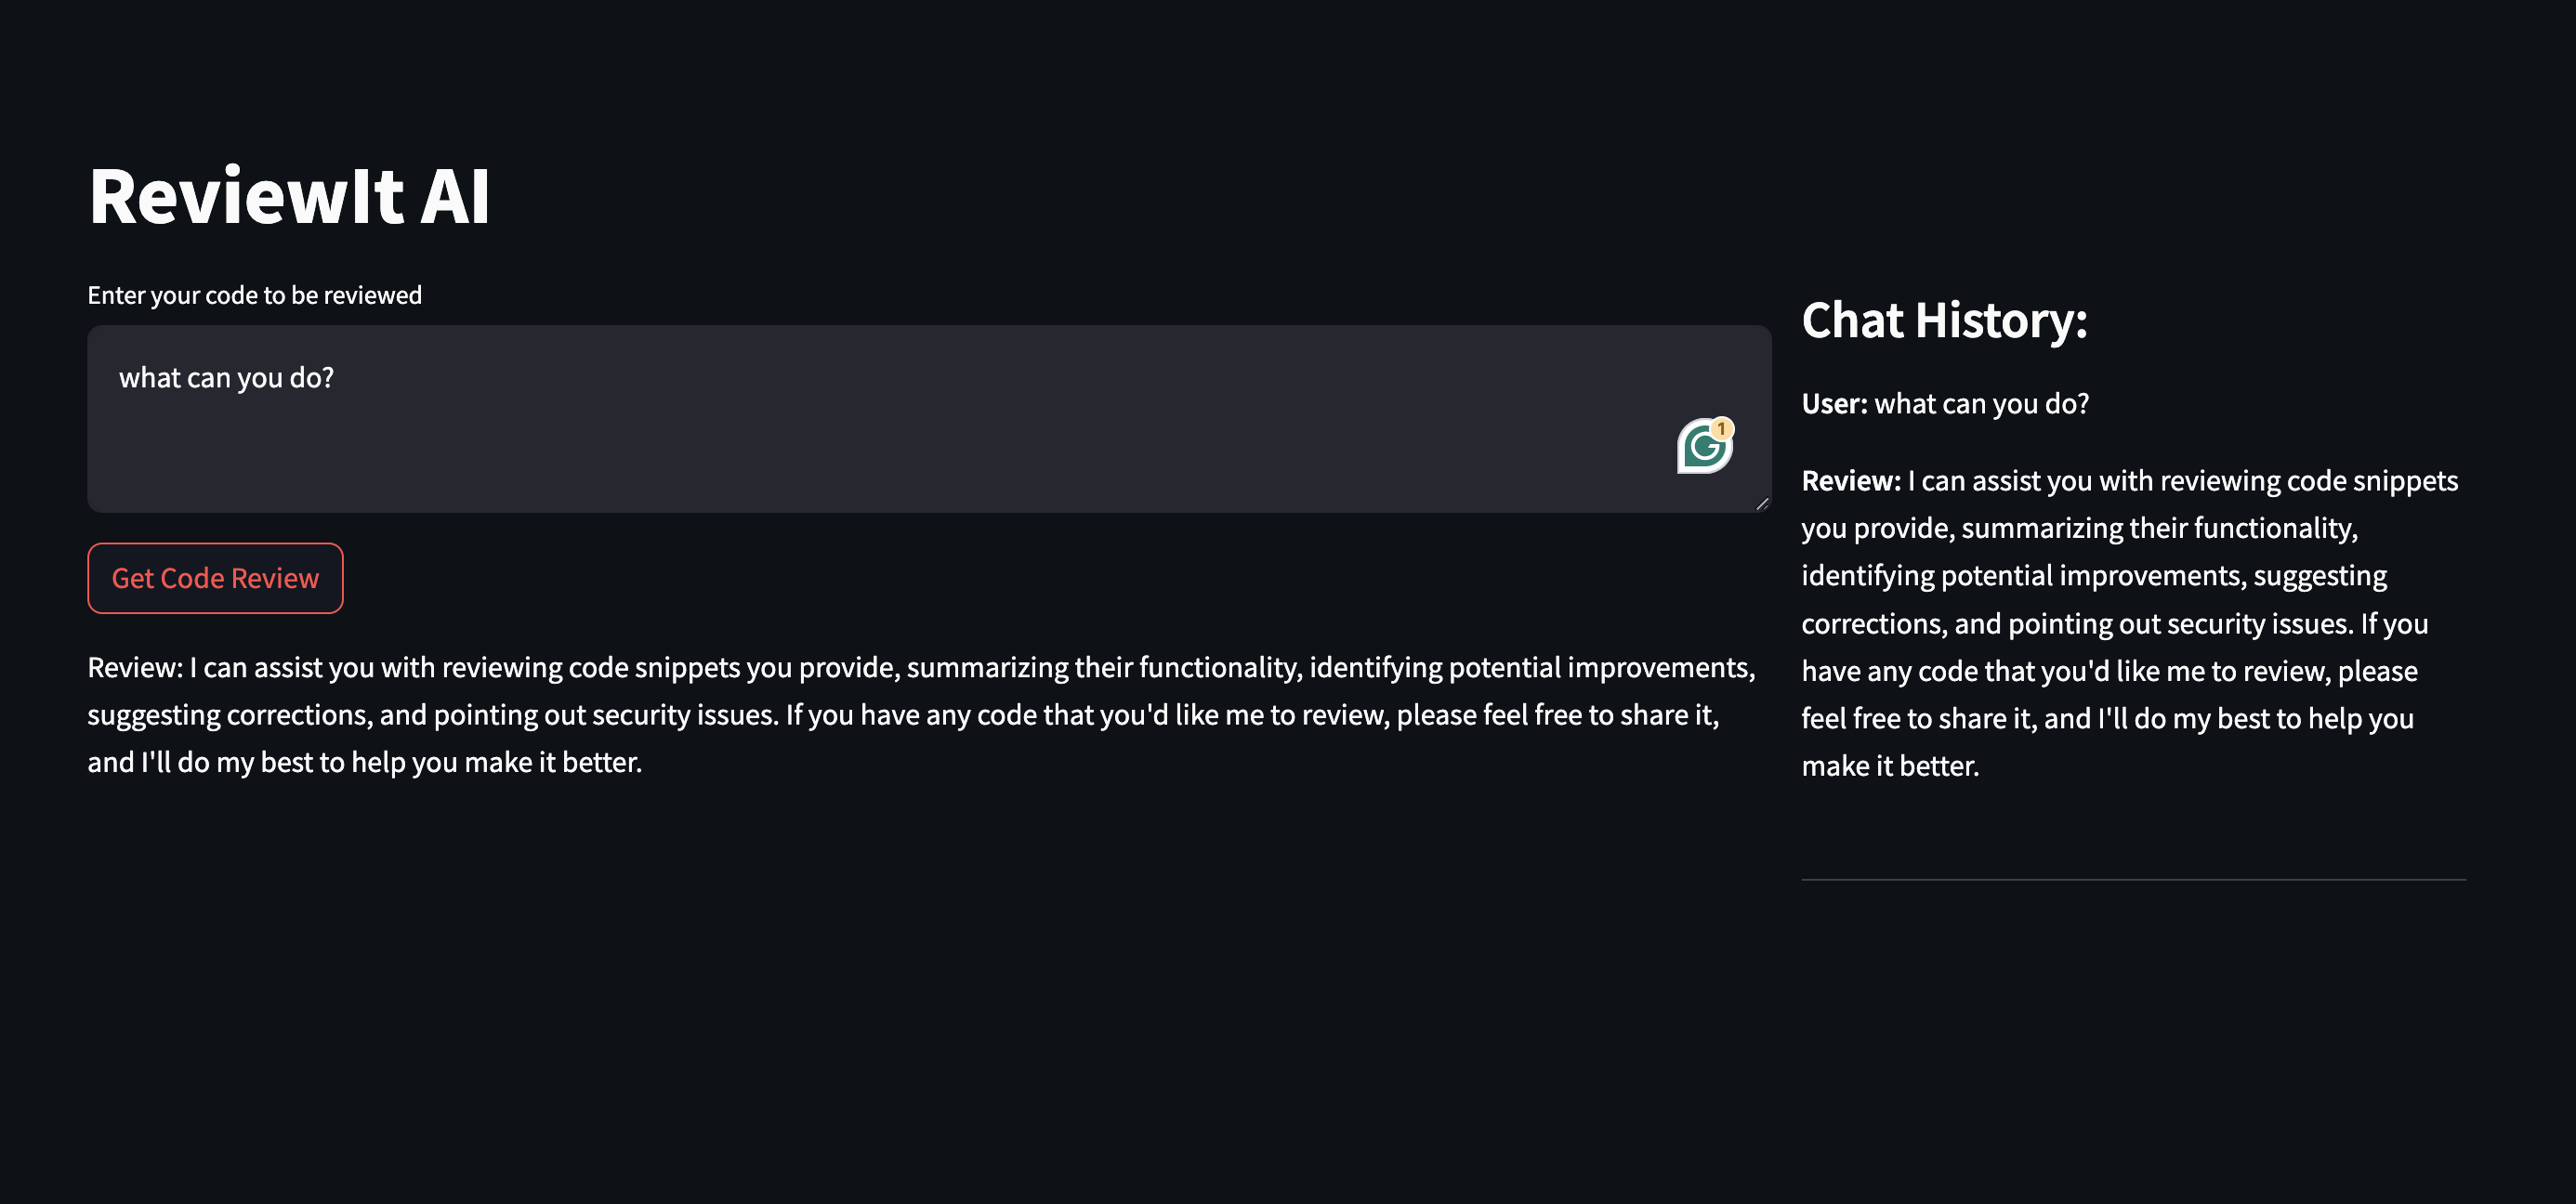 ReviewIt AI
Enter your code to be reviewed
what can you do?
1
Get Code Review
Review: I can assist you with reviewing code snippets you provide, summarizing their functionality, identifying potential improvements,
suggesting corrections, and pointing out security issues. If you have any code that you'd like me to review, please feel free to share it,
and I'll do my best to help you make it better.
Chat History:
User: what can you do?
Review: I can assist you with reviewing code snippets
you provide, summarizing their functionality,
identifying potential improvements, suggesting
corrections, and pointing out security issues. If you
have any code that you'd like me to review, please
feel free to share it, and I'll do my best to help you
make it better.